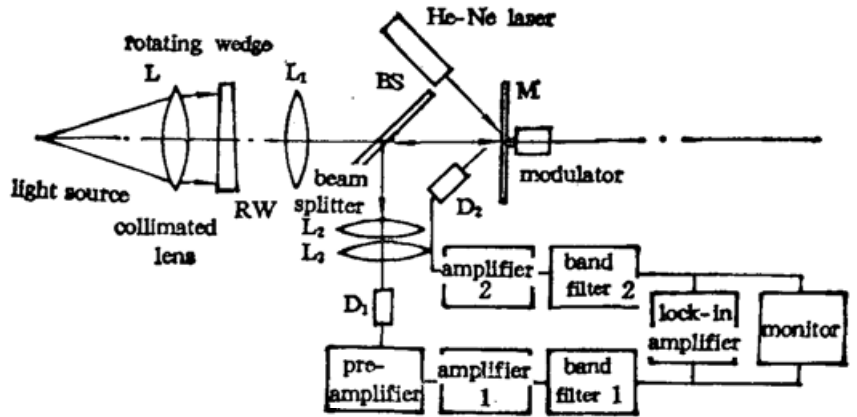 He-Ne laser
rotating wedge
L
L₁
BS
M
light source
RW
collimated
lens
beam
splitter
modulator
D₂
L₂
L₃
amplifier
2
band
filter 2
D₁
lock-in
amplifier
monitor
pre-
amplifier
amplifier
1
band
filter 1